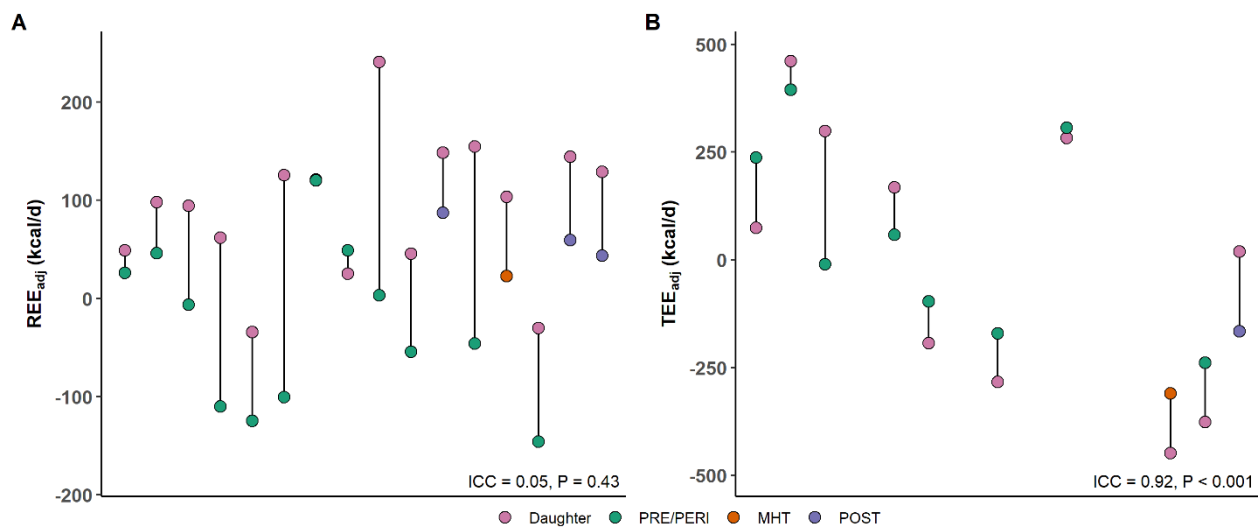 A
REEadj (kcal/d)
200
100
0
-100
-200
ICC = 0.05, P = 0.43
B
TEEadj (kcal/d)
500
250
0
-250
-500
ICC = 0.92, P < 0.001
Daughter PRE/PERI MHT POST